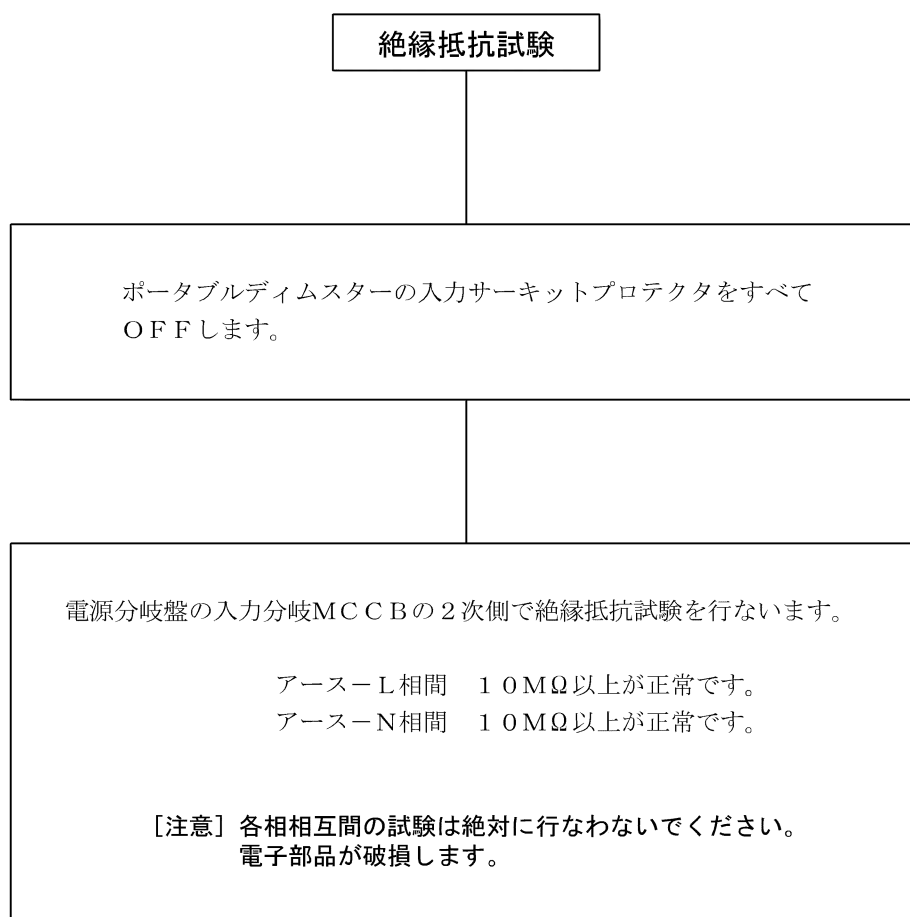 絶縁抵抗試験
ポータブルディムスターの入力サーキットプロテクタをすべて
ＯＦＦします。
電源分岐盤の入力分岐ＭＣＣＢの２次側で絶縁抵抗試験を行ないます。
アース－Ｌ相間　１０ＭΩ以上が正常です。
アース－Ｎ相間　１０ＭΩ以上が正常です。
［注意］各相相互間の試験は絶対に行なわないでください。
電子部品が破損します。